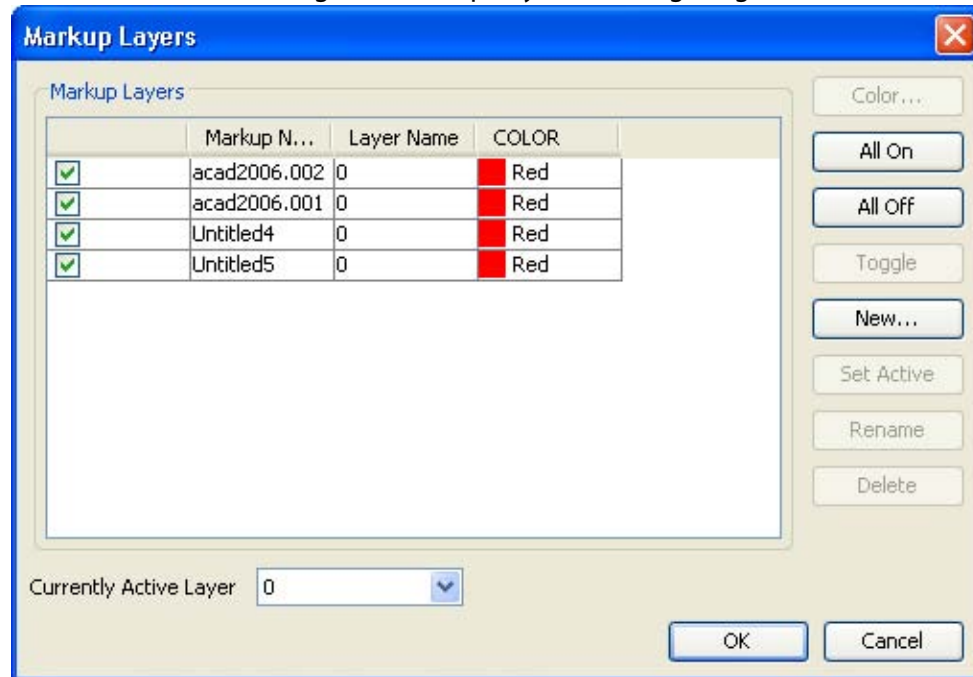 Markup Layers
Markup Layers
Markup N... Layer Name COLOR
acad2006.002 0 Red
acad2006.001 0 Red
Untitled4 0 Red
Untitled5 0 Red
Color...
All On
All Off
Toggle
New...
Set Active
Rename
Delete
Currently Active Layer 0
OK Cancel